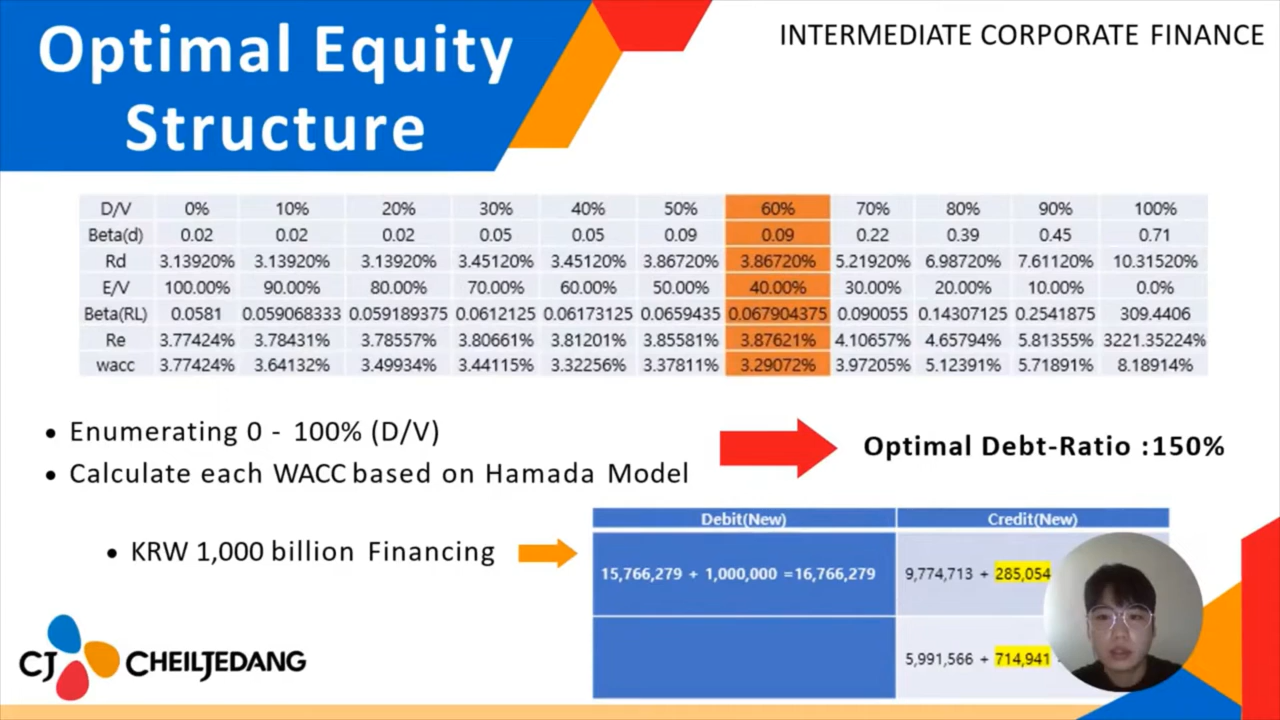 Optimal Equity
Structure
INTERMEDIATE CORPORATE FINANCE
D/V 0% 10% 20% 30% 40% 50% 60% 70% 80% 90% 100%
Beta(d) 0.02 0.02 0.02 0.05 0.05 0.09 0.09 0.22 0.39 0.45 0.71
Rd 3.13920% 3.13920% 3.13920% 3.45120% 3.45120% 3.86720% 3.86720% 5.21920% 6.98720% 7.61120% 10.31520%
E/V 100.00% 90.00% 80.00% 70.00% 60.00% 50.00% 40.00% 30.00% 20.00% 10.00% 0.0%
Beta(RL) 0.0581 0.059068333 0.059189375 0.0612125 0.06173125 0.0659435 0.067904375 0.090055 0.14307125 0.2541875 309.4406
Re 3.77424% 3.78431% 3.78557% 3.80661% 3.81201% 3.85581% 3.87621% 4.10657% 4.65794% 5.81355% 3221.35224%
wacc 3.77424% 3.64132% 3.49934% 3.44115% 3.32256% 3.37811% 3.29072% 3.97205% 5.12391% 5.71891% 8.18914%
• Enumerating 0 - 100% (D/V)
• Calculate each WACC based on Hamada Model
Optimal Debt-Ratio :150%
• KRW 1,000 billion Financing
Debit(New) Credit(New)
15,766,279 + 1,000,000 =16,766,279 9,774,713 + 285,054
5,991,566 + 714,941
CJ CHEILJEDANG